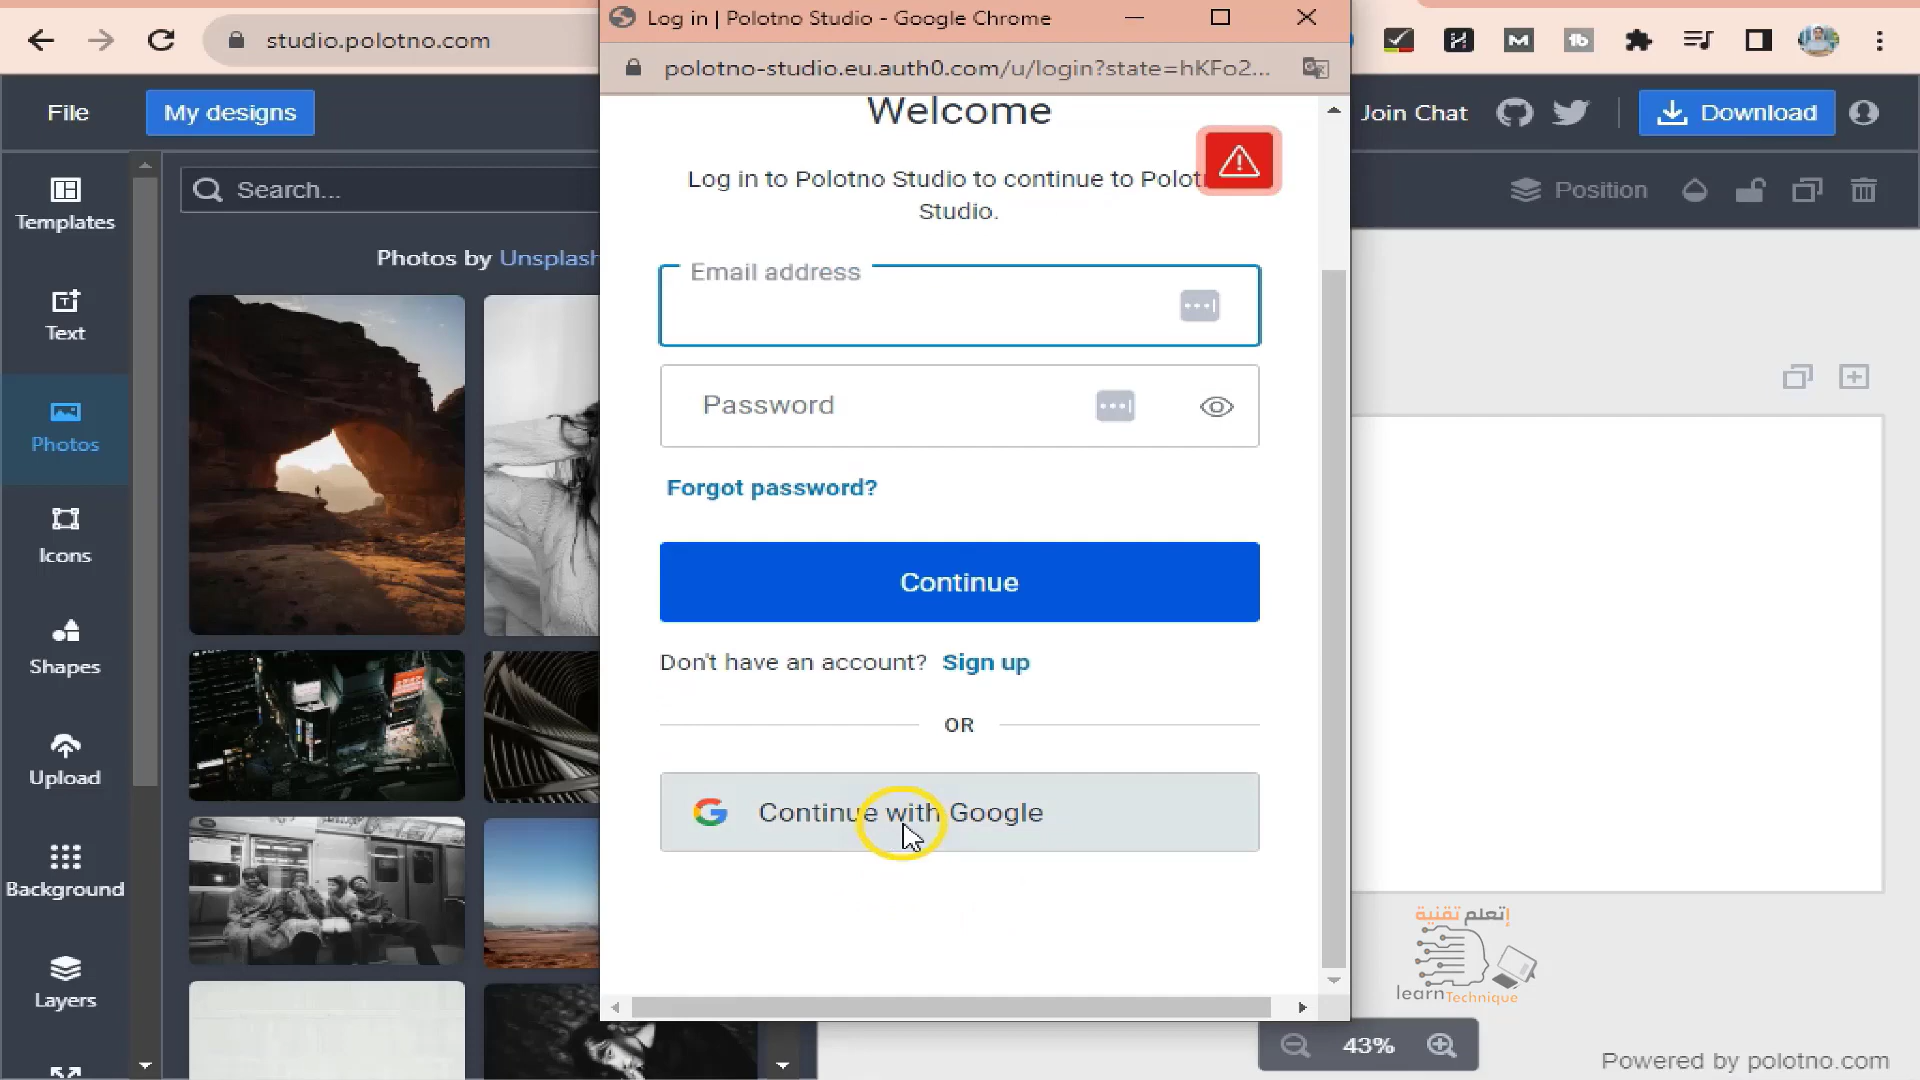 Log in | Polotno Studio - Google Chrome
studio.polotno.com
polotno-studio.eu.auth0.com/u/login?state=hKFo2...
File
My designs
Join Chat
Download
Templates
Text
Photos
Icons
Shapes
Upload
Background
Layers
Search...
Photos by Unsplash
Position
Welcome
Log in to Polotno Studio to continue to Polot
Studio.
Email address
Password
Forgot password?
Continue
Don't have an account? Sign up
OR
Continue with Google
إتعلم تقنية
learnTechnique
43%
Powered by polotno.com